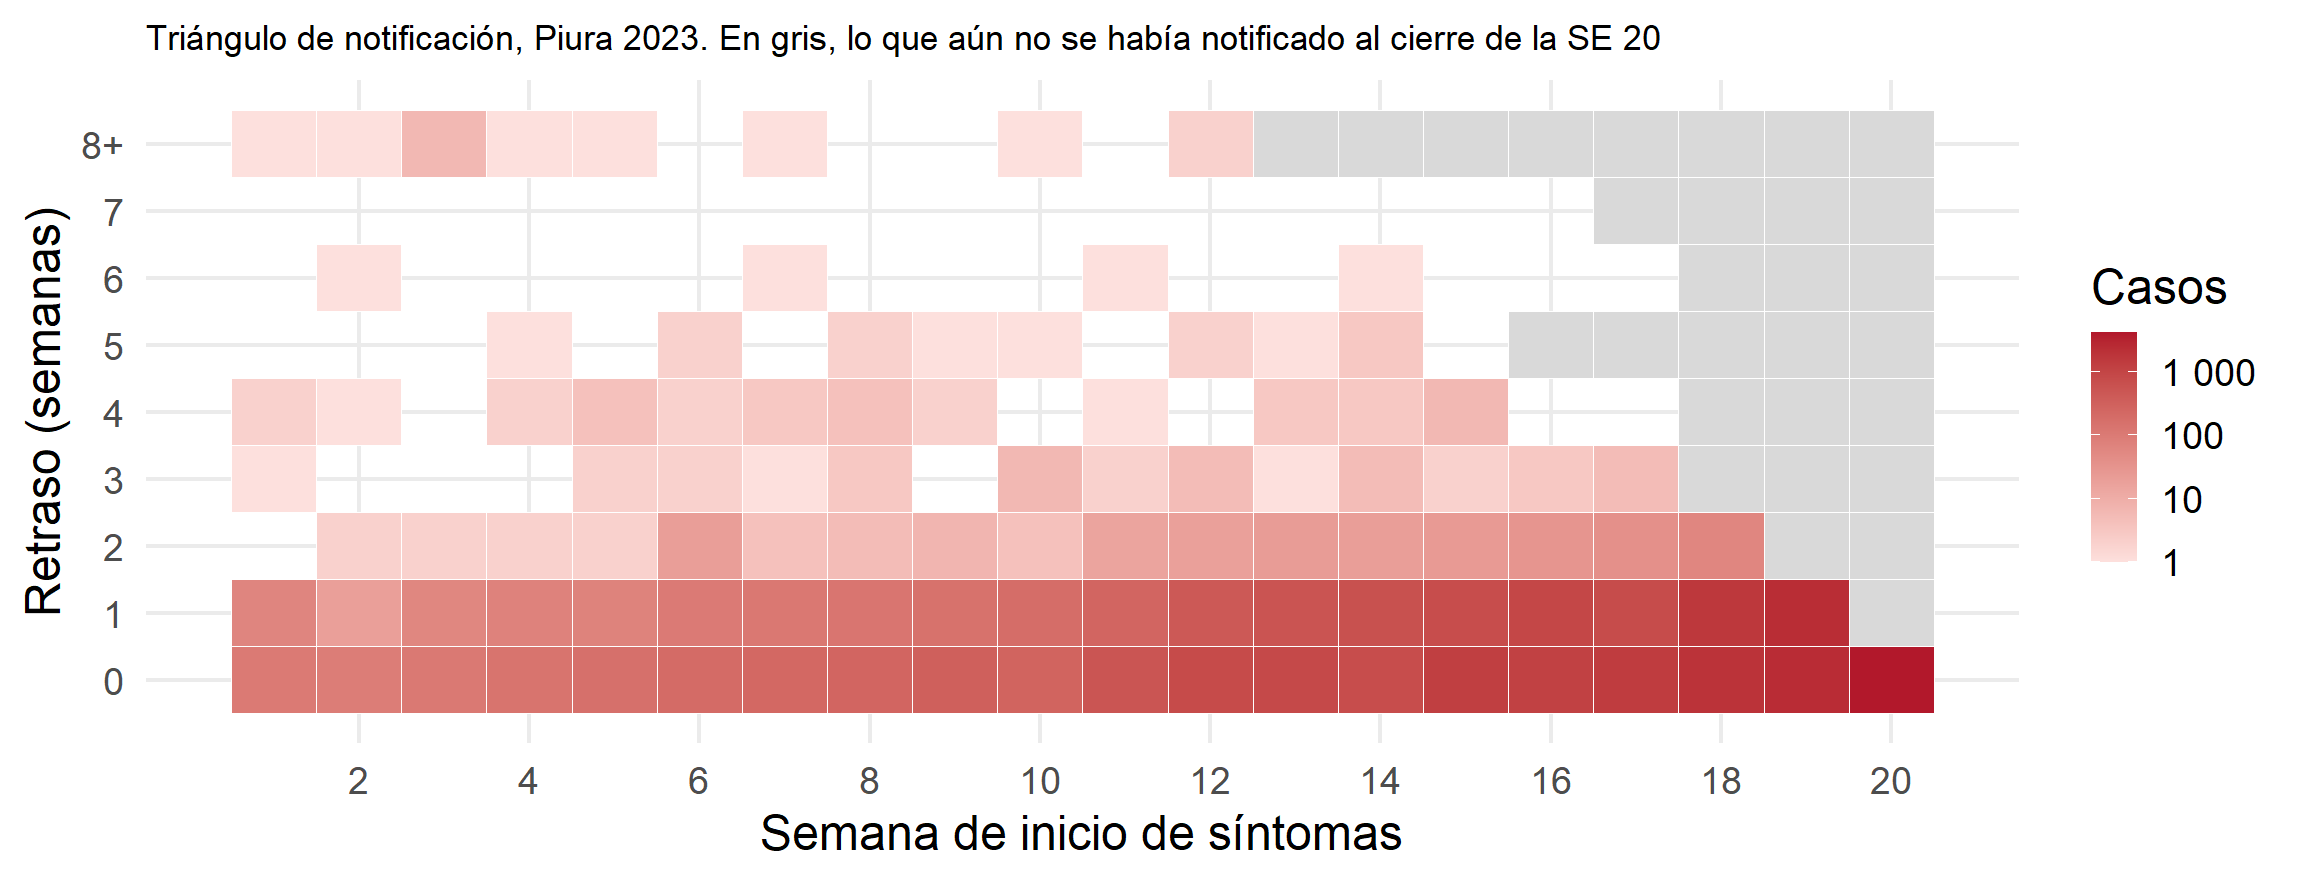 Triángulo de notificación, Piura 2023. En gris, lo que aún no se había notificado al cierre de la SE 20
Retraso (semanas)
8+
7
6
5
4
3
2
1
0
2 4 6 8 10 12 14 16 18 20
Semana de inicio de síntomas
Casos
1 000
100
10
1